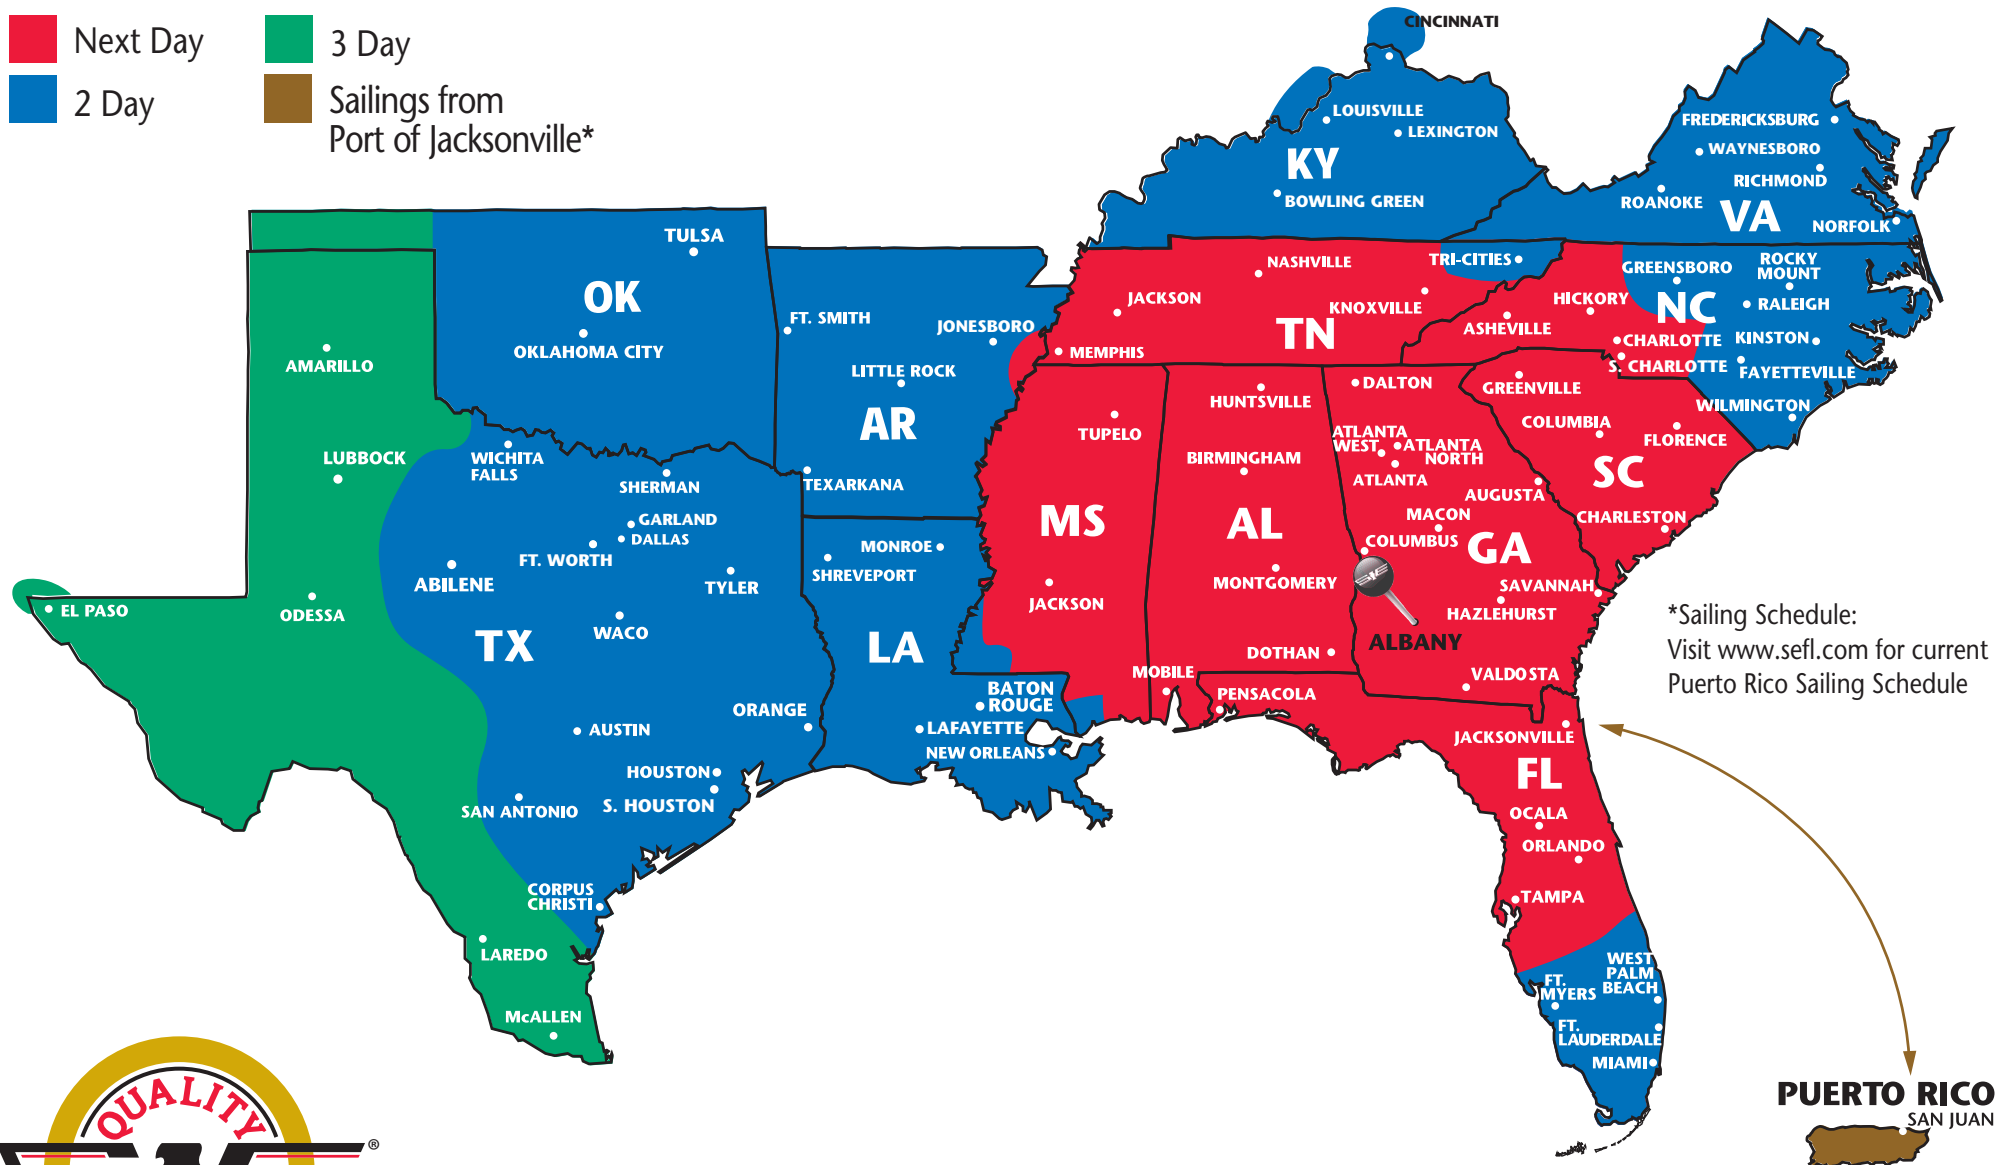 Next Day
3 Day
2 Day
Sailings from
Port of Jacksonville*
CINCINNATI
LOUISVILLE
LEXINGTON
KY
BOWLING GREEN
FREDERICKSBURG
WAYNESBORO
RICHMOND
ROANOKE
VA
NORFOLK
TULSA
OK
OKLAHOMA CITY
FT. SMITH
JONESBORO
LITTLE ROCK
AR
TEXARKANA
NASHVILLE
TRI-CITIES
JACKSON
KNOXVILLE
TN
MEMPHIS
GREENSBORO
ROCKY
MOUNT
HICKORY
NC
RALEIGH
ASHEVILLE
CHARLOTTE
KINSTON
S. CHARLOTTE
FAYETTEVILLE
WILMINGTON
AMARILLO
LUBBOCK
WICHITA
FALLS
SHERMAN
GARLAND
DALLAS
FT. WORTH
ABILENE
TYLER
EL PASO
ODESSA
WACO
TX
AUSTIN
ORANGE
HOUSTON
S. HOUSTON
SAN ANTONIO
CORPUS
CHRISTI
LAREDO
McALLEN
MONROE
SHREVEPORT
LA
BATON
ROUGE
LAFAYETTE
NEW ORLEANS
TUPELO
MS
JACKSON
HUNTSVILLE
BIRMINGHAM
AL
MONTGOMERY
DOTHAN
MOBILE
DALTON
ATLANTA
WEST
ATLANTA
NORTH
ATLANTA
AUGUSTA
MACON
COLUMBUS
GA
SAVANNAH
HAZLEHURST
ALBANY
VALDOSTA
GREENVILLE
COLUMBIA
FLORENCE
SC
CHARLESTON
PENSACOLA
JACKSONVILLE
FL
OCALA
ORLANDO
TAMPA
WEST
PALM
BEACH
FT.
MYERS
FT.
LAUDERDALE
MIAMI
*Sailing Schedule:
Visit www.sefl.com for current
Puerto Rico Sailing Schedule
PUERTO RICO
SAN JUAN
QUALITY
®